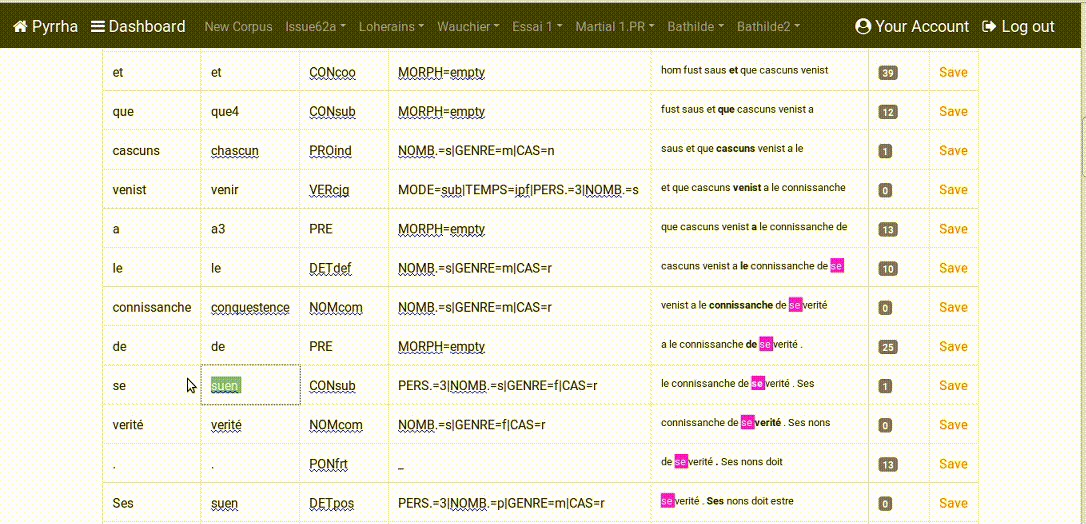 Pyrrha Dashboard New Corpus Issue62a Loherains Wauchier Essai 1 Martial 1.PR Bathilde Bathilde2 Your Account Log out
et et CONcoo MORPH=empty hom fust saus et que cascuns venist 39 Save
que que4 CONsub MORPH=empty fust saus et que cascuns venist a 12 Save
cascuns chascun PROind NOMB.=s|GENRE=m|CAS=n saus et que cascuns venist a le 1 Save
venist venir VERcjg MODE=sub|TEMPS=ipf|PERS.=3|NOMB.=s et que cascuns venist a le connissanche 0 Save
a a3 PRE MORPH=empty que cascuns venist a le connissanche de 13 Save
le le DETdef NOMB.=s|GENRE=m|CAS=r cascuns venist a le connissanche de se 10 Save
connissanche conquestence NOMcom NOMB.=s|GENRE=m|CAS=r venist a le connissanche de se verité 0 Save
de de PRE MORPH=empty a le connissanche de se verité . 25 Save
se suen CONsub PERS.=3|NOMB.=s|GENRE=f|CAS=r le connissanche de se verité . Ses 1 Save
verité verité NOMcom NOMB.=s|GENRE=f|CAS=r connissanche de se verité . Ses nons 0 Save
. . PONfrt _ de se verité . Ses nons doit 13 Save
Ses suen DETpos PERS.=3|NOMB.=p|GENRE=m|CAS=r se verité . Ses nons doit estre 0 Save